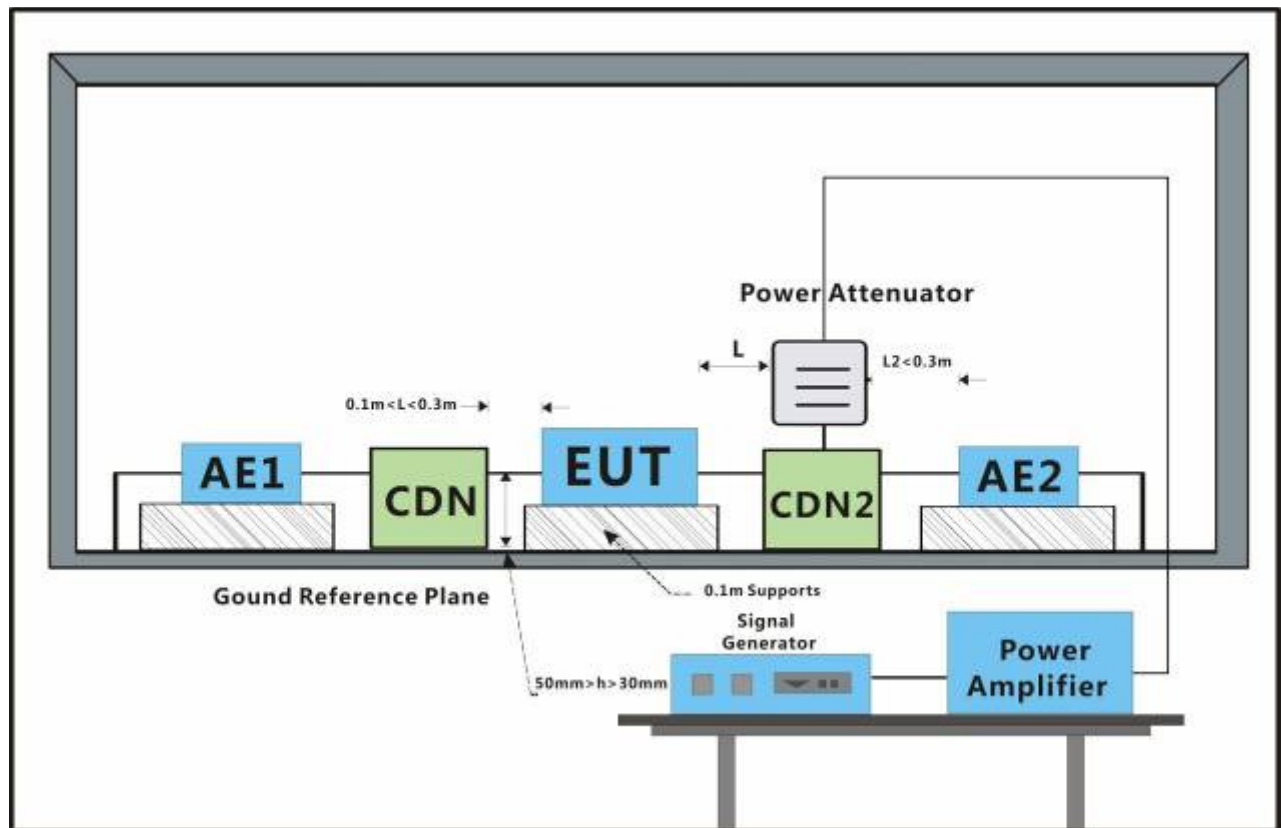 Power Attenuator
L
L2<0.3m
0.1m<L<0.3m
AE1
CDN
EUT
CDN2
AE2
Gound Reference Plane
0.1m Supports
Signal
Generator
50mm>h>30mm
Power
Amplifier